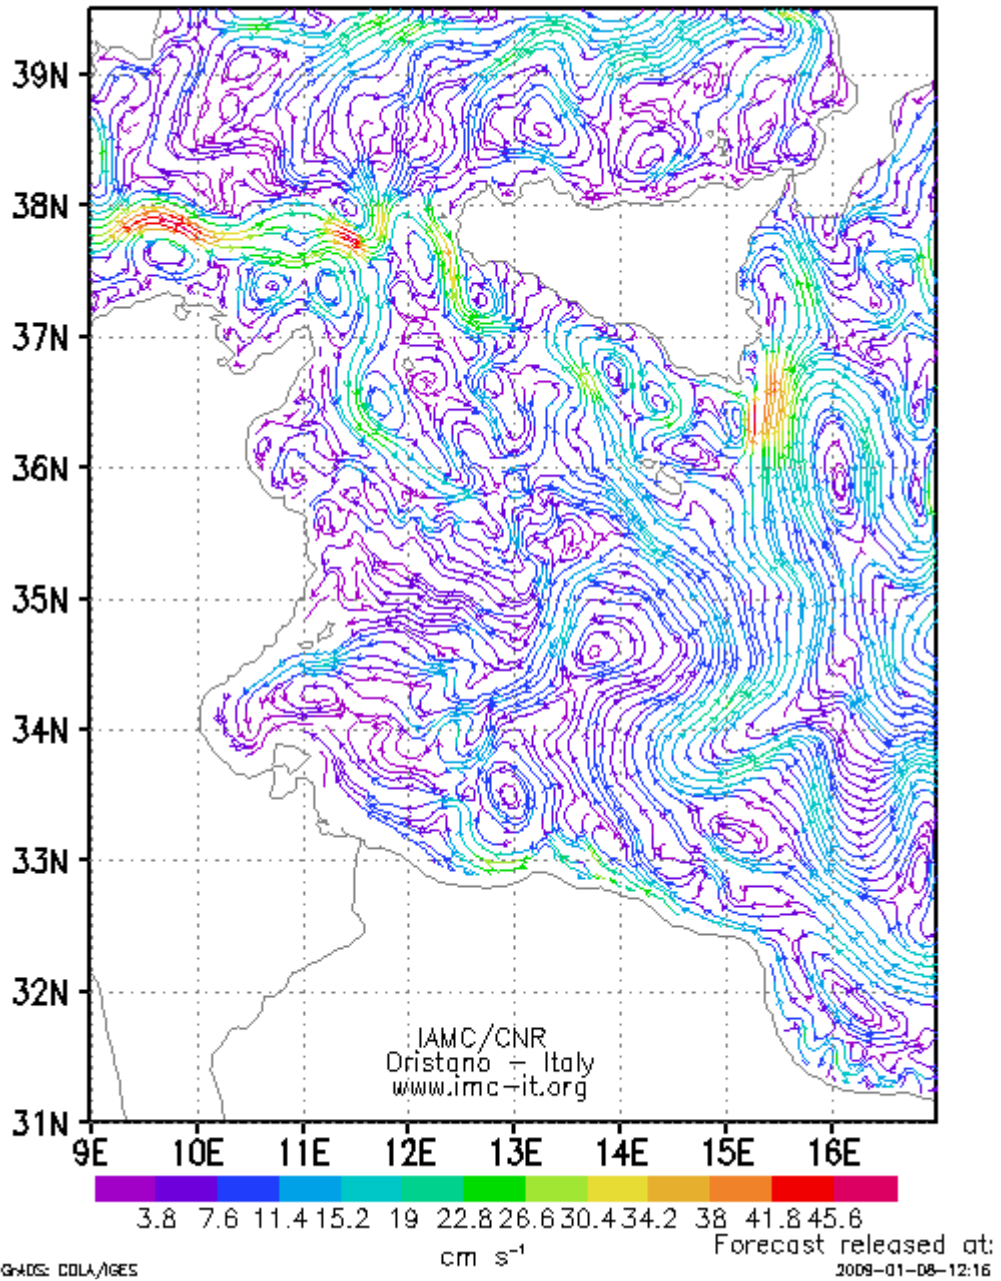 39N
38N
37N
36N
35N
34N
33N
32N
31N
IAMC/CNR
Oristano - Italy
www.imc-it.org
9E 10E 11E 12E 13E 14E 15E 16E
3.8 7.6 11.4 15.2 19 22.8 26.6 30.4 34.2 38 41.8 45.6
cm s⁻¹
Forecast released at:
GrADS: COLA/IGES
2009-01-08-12:16